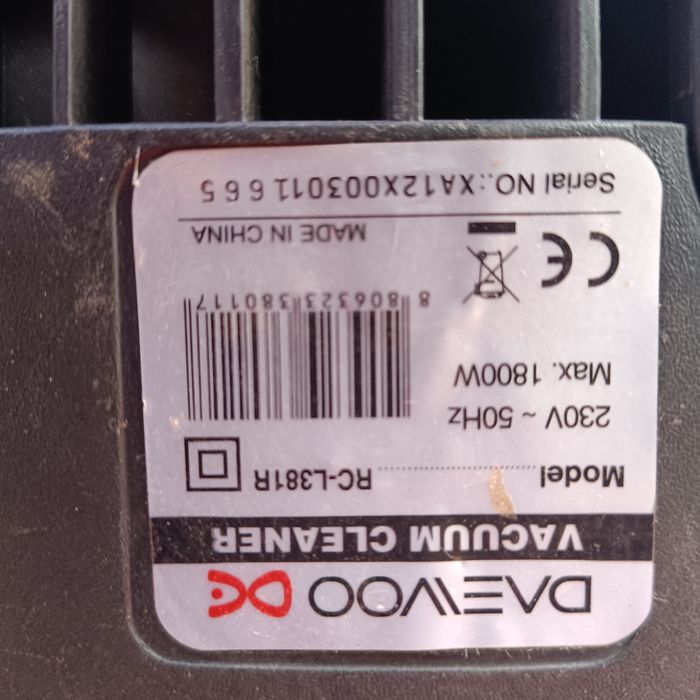 DAEWOO
VACUUM CLEANER
Model..............................RC-L381R
230V ~ 50Hz
Max. 1800W
8 806323 380117
CE
MADE IN CHINA
Serial NO.:XA12X003011 6 6 5